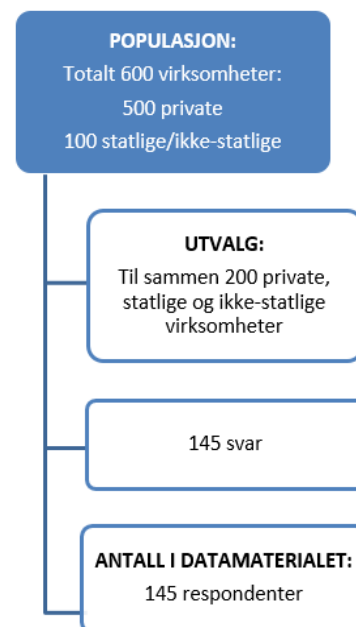 POPULASJON:
Totalt 600 virksomheter:
500 private
100 statlige/ikke-statlige
UTVALG:
Til sammen 200 private,
statlige og ikke-statlige
virksomheter
145 svar
ANTALL I DATAMATERIALET:
145 respondenter